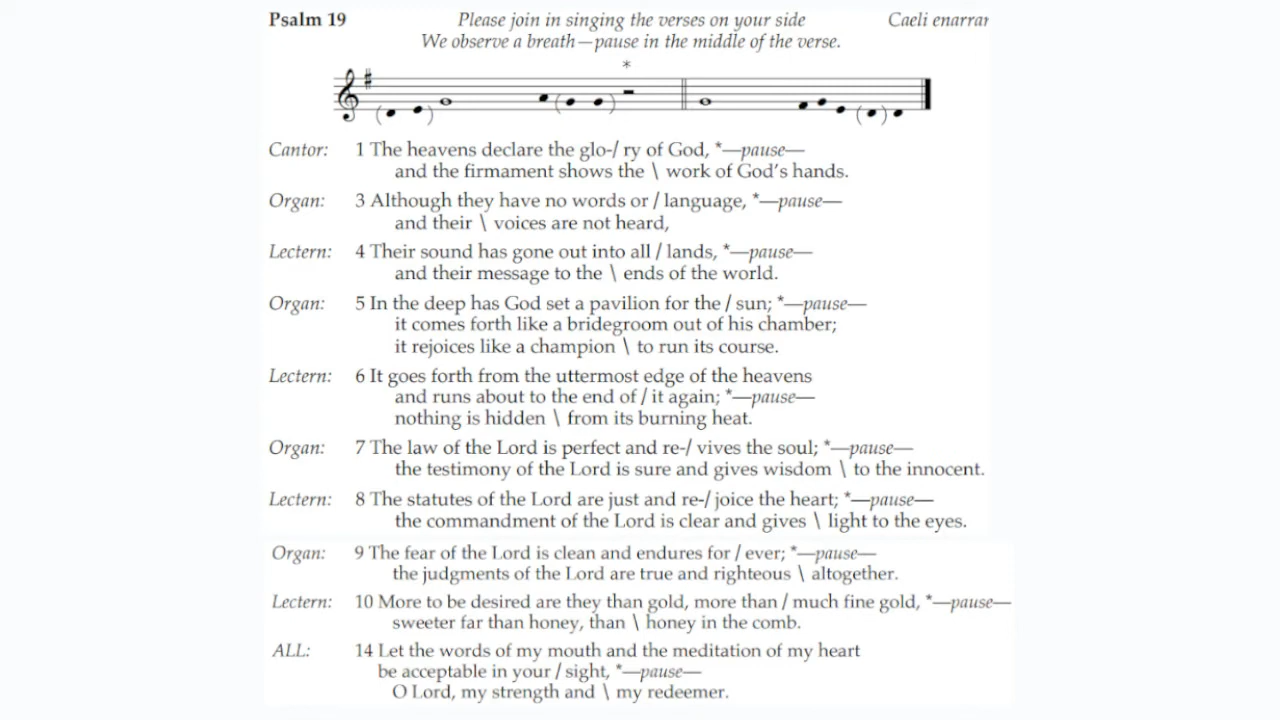 Psalm 19 Please join in singing the verses on your side Caeli enarrar
We observe a breath—pause in the middle of the verse.
*
Cantor: 1 The heavens declare the glo-/ ry of God, *—pause—
and the firmament shows the \ work of God's hands.
Organ: 3 Although they have no words or / language, *—pause—
and their \ voices are not heard,
Lectern: 4 Their sound has gone out into all / lands, *—pause—
and their message to the \ ends of the world.
Organ: 5 In the deep has God set a pavilion for the / sun; *—pause—
it comes forth like a bridegroom out of his chamber;
it rejoices like a champion \ to run its course.
Lectern: 6 It goes forth from the uttermost edge of the heavens
and runs about to the end of / it again; *—pause—
nothing is hidden \ from its burning heat.
Organ: 7 The law of the Lord is perfect and re-/ vives the soul; *—pause—
the testimony of the Lord is sure and gives wisdom \ to the innocent.
Lectern: 8 The statutes of the Lord are just and re-/ joice the heart; *—pause—
the commandment of the Lord is clear and gives \ light to the eyes.
Organ: 9 The fear of the Lord is clean and endures for / ever; *—pause—
the judgments of the Lord are true and righteous \ altogether.
Lectern: 10 More to be desired are they than gold, more than / much fine gold, *—pause—
sweeter far than honey, than \ honey in the comb.
ALL: 14 Let the words of my mouth and the meditation of my heart
be acceptable in your / sight, *—pause—
O Lord, my strength and \ my redeemer.